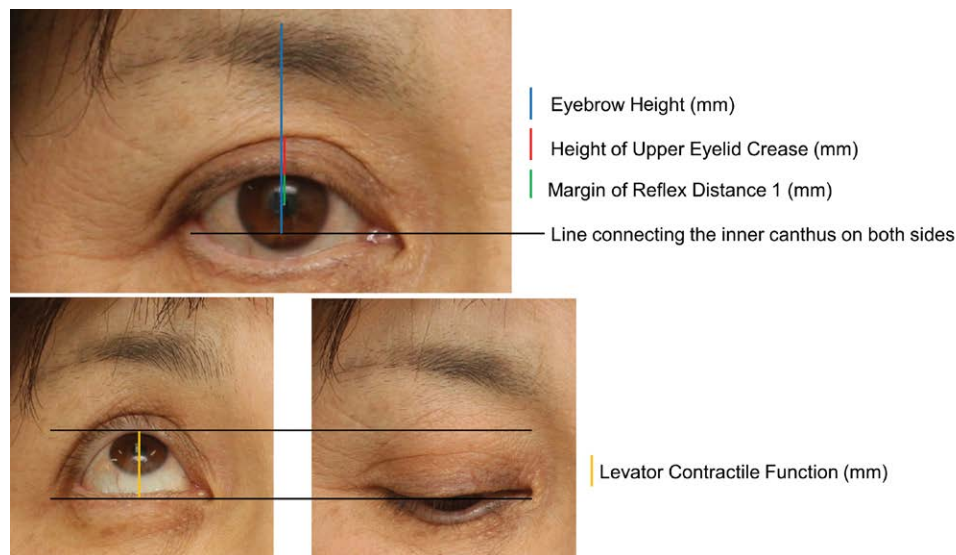 Eyebrow Height (mm)
Height of Upper Eyelid Crease (mm)
Margin of Reflex Distance 1 (mm)
Line connecting the inner canthus on both sides
Levator Contractile Function (mm)